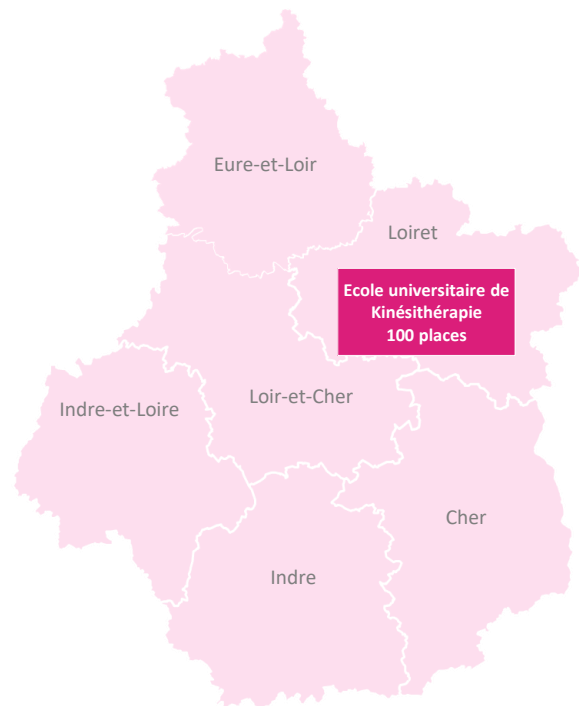 Eure-et-Loir
Loiret
Ecole universitaire de
Kinésithérapie
100 places
Loir-et-Cher
Indre-et-Loire
Cher
Indre